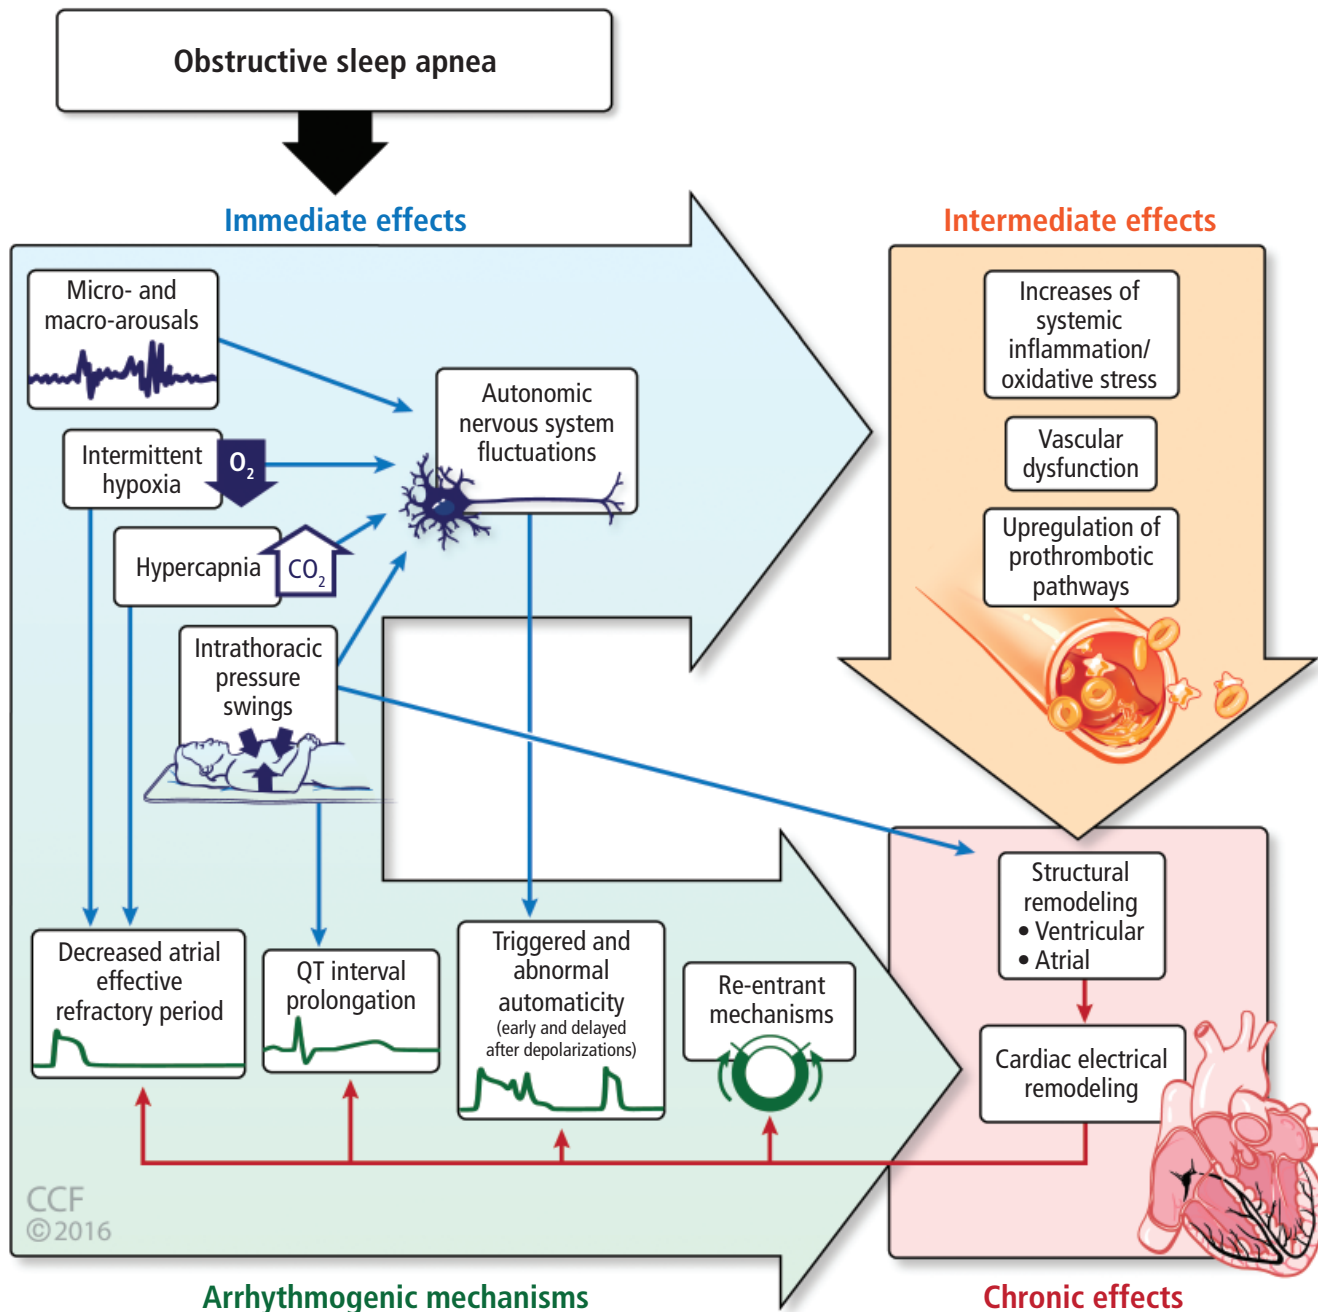 Obstructive sleep apnea
Immediate effects
Intermediate effects
Micro- and
macro-arousals
Intermittent
hypoxia
O₂
Hypercapnia
CO₂
Intrathoracic
pressure
swings
Autonomic
nervous system
fluctuations
Increases of
systemic
inflammation/
oxidative stress
Vascular
dysfunction
Upregulation of
prothrombotic
pathways
Decreased atrial
effective
refractory period
QT interval
prolongation
Triggered and
abnormal
automaticity
(early and delayed
after depolarizations)
Re-entrant
mechanisms
Structural
remodeling
• Ventricular
• Atrial
Cardiac electrical
remodeling
CCF
©2016
Arrhythmogenic mechanisms
Chronic effects